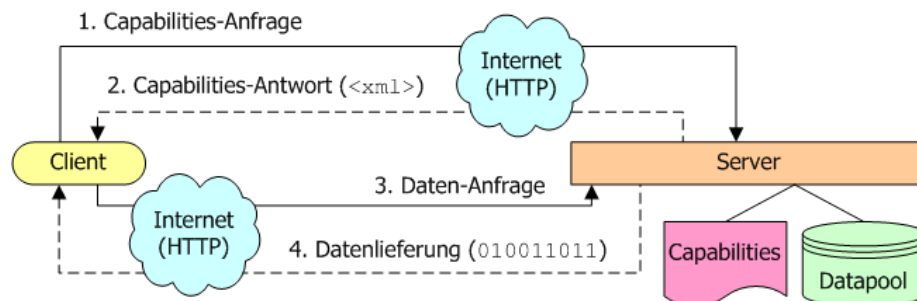 1. Capabilities-Anfrage
Internet
(HTTP)
2. Capabilities-Antwort (<xml>)
Client
Server
3. Daten-Anfrage
Internet
(HTTP)
4. Datenlieferung (010011011)
Capabilities
Datapool